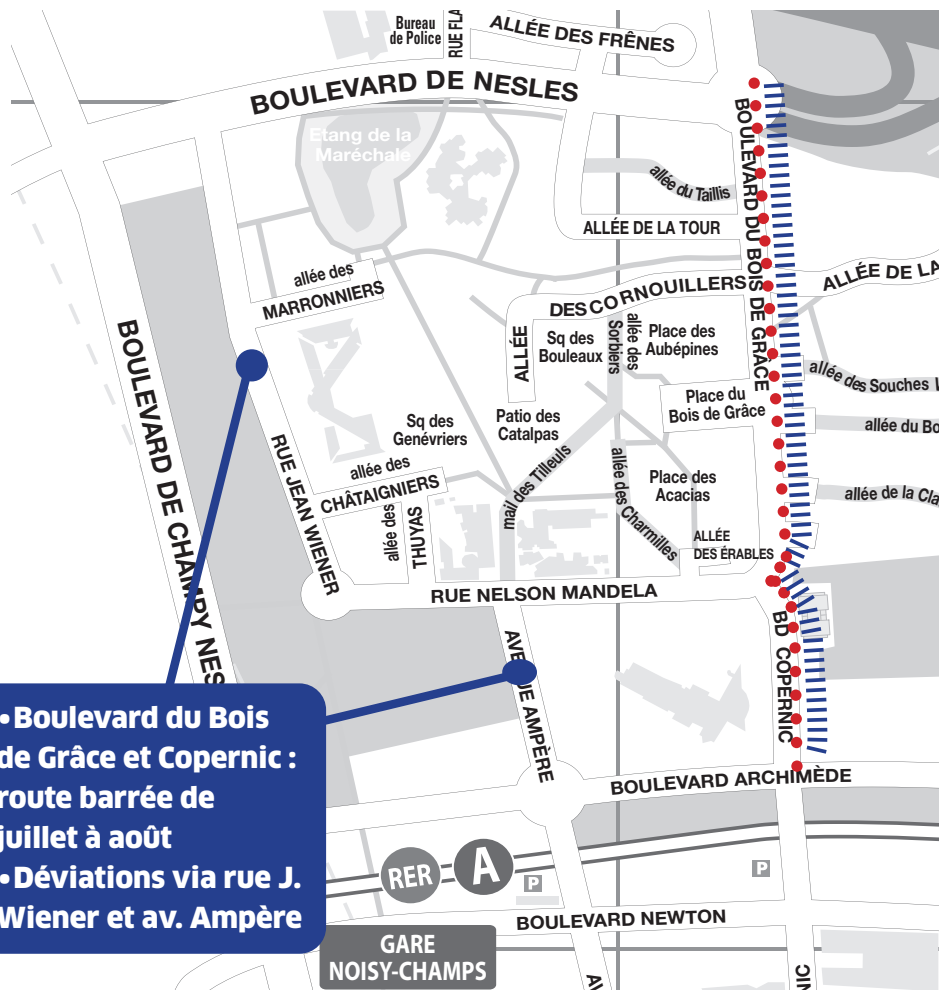 Bureau
de Police
RUE FLA
ALLÉE DES FRÊNES
BOULEVARD DE NESLES
Etang de la
Maréchale
BOULEVARD DU BOIS DE GRÂCE
allée du Taillis
ALLÉE DE LA TOUR
ALLÉE DE LA
allée des
MARRONNIERS
ALLÉE
DES CORNOUILLERS
Sq des
Bouleaux
allée des
Sorbiers
Place des
Aubépines
BOULEVARD DE CHAMPY NES
Place du
Bois de Grâce
allée des Souches
allée du Bo
Sq des
Genévriers
Patio des
Catalpas
RUE JEAN WIENER
allée des
CHÂTAIGNIERS
mail des Tilleuls
allée des Charmilles
Place des
Acacias
allée de la Cla
allée des
THUYAS
ALLÉE
DES ÉRABLES
RUE NELSON MANDELA
BD COPERNIC
AVENUE AMPÈRE
•Boulevard du Bois
de Grâce et Copernic :
route barrée de
juillet à août
•Déviations via rue J.
Wiener et av. Ampère
BOULEVARD ARCHIMÈDE
RER
A
P
P
BOULEVARD NEWTON
GARE
NOISY-CHAMPS